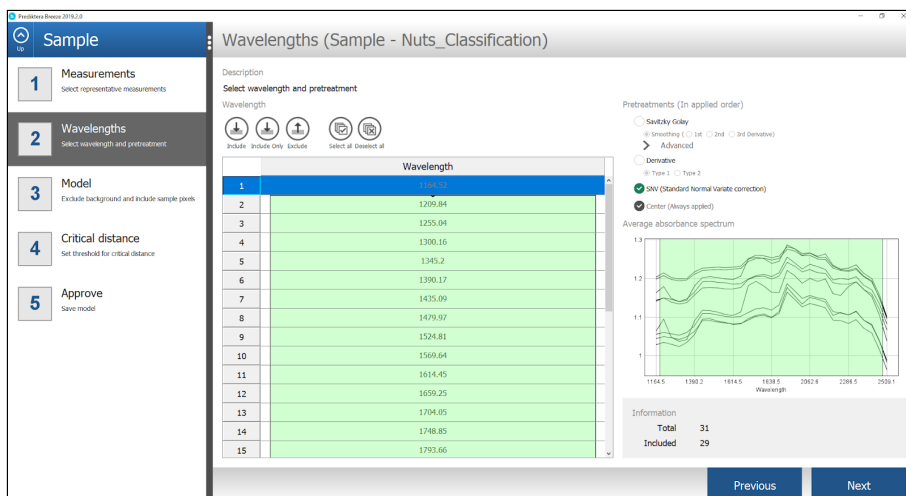 Prediktera Breeze 2019.2.0
Up
Sample
Wavelengths (Sample - Nuts_Classification)
1
Measurements
Select representative measurements
2
Wavelengths
Select wavelength and pretreatment
3
Model
Exclude background and include sample pixels
4
Critical distance
Set threshold for critical distance
5
Approve
Save model
Description
Select wavelength and pretreatment
Wavelength
Include Include Only Exclude Select all Deselect all
Wavelength
1 1164.52
2 1209.84
3 1255.04
4 1300.16
5 1345.2
6 1390.17
7 1435.09
8 1479.97
9 1524.81
10 1569.64
11 1614.45
12 1659.25
13 1704.05
14 1748.85
15 1793.66
Pretreatments (In applied order)
Savitzky Golay
Smoothing ( 1st 2nd 3rd Derivative)
Advanced
Derivative
Type 1 Type 2
SNV (Standard Normal Variate correction)
Center (Always applied)
Average absorbance spectrum
1.3
1.2
1.1
1
1164.5 1390.2 1614.5 1838.5 2062.6 2286.5 2509.1
Wavelength
Information
Total 31
Included 29
Previous Next